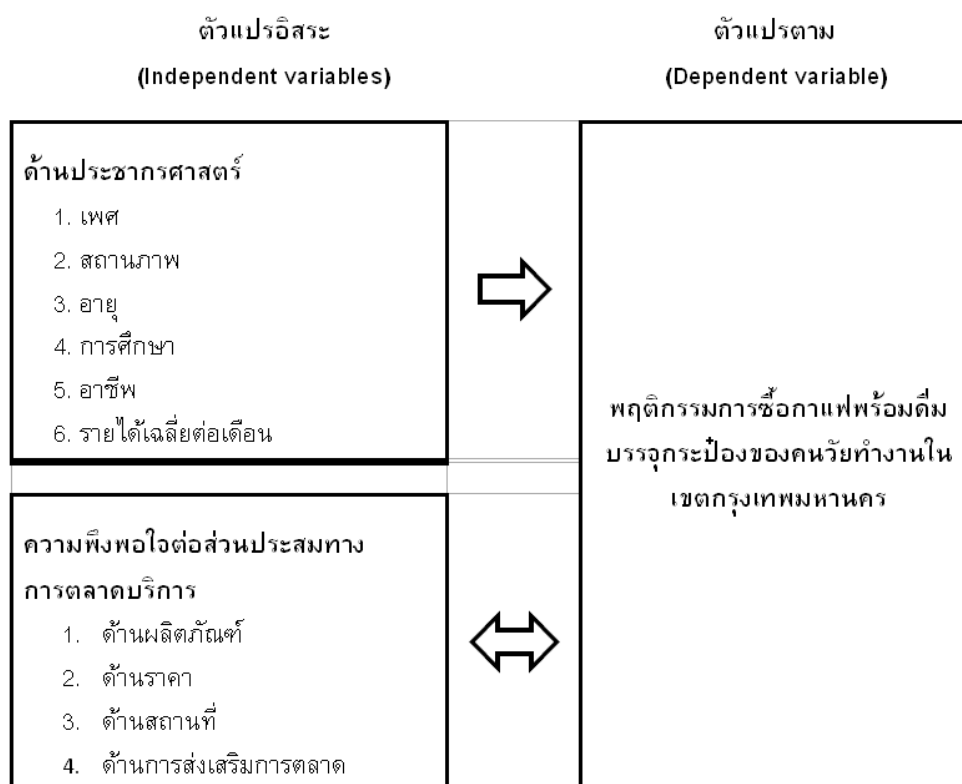 ตัวแปรอิสระ
(Independent variables)
ตัวแปรตาม
(Dependent variable)
ด้านประชากรศาสตร์
1. เพศ
2. สถานภาพ
3. อายุ
4. การศึกษา
5. อาชีพ
6. รายได้เฉลี่ยต่อเดือน
ความพึงพอใจต่อส่วนประสมทาง
การตลาดบริการ
1. ด้านผลิตภัณฑ์
2. ด้านราคา
3. ด้านสถานที่
4. ด้านการส่งเสริมการตลาด
พฤติกรรมการซื้อกาแฟพร้อมดื่ม
บรรจุกระป๋องของคนวัยทำงานใน
เขตกรุงเทพมหานคร